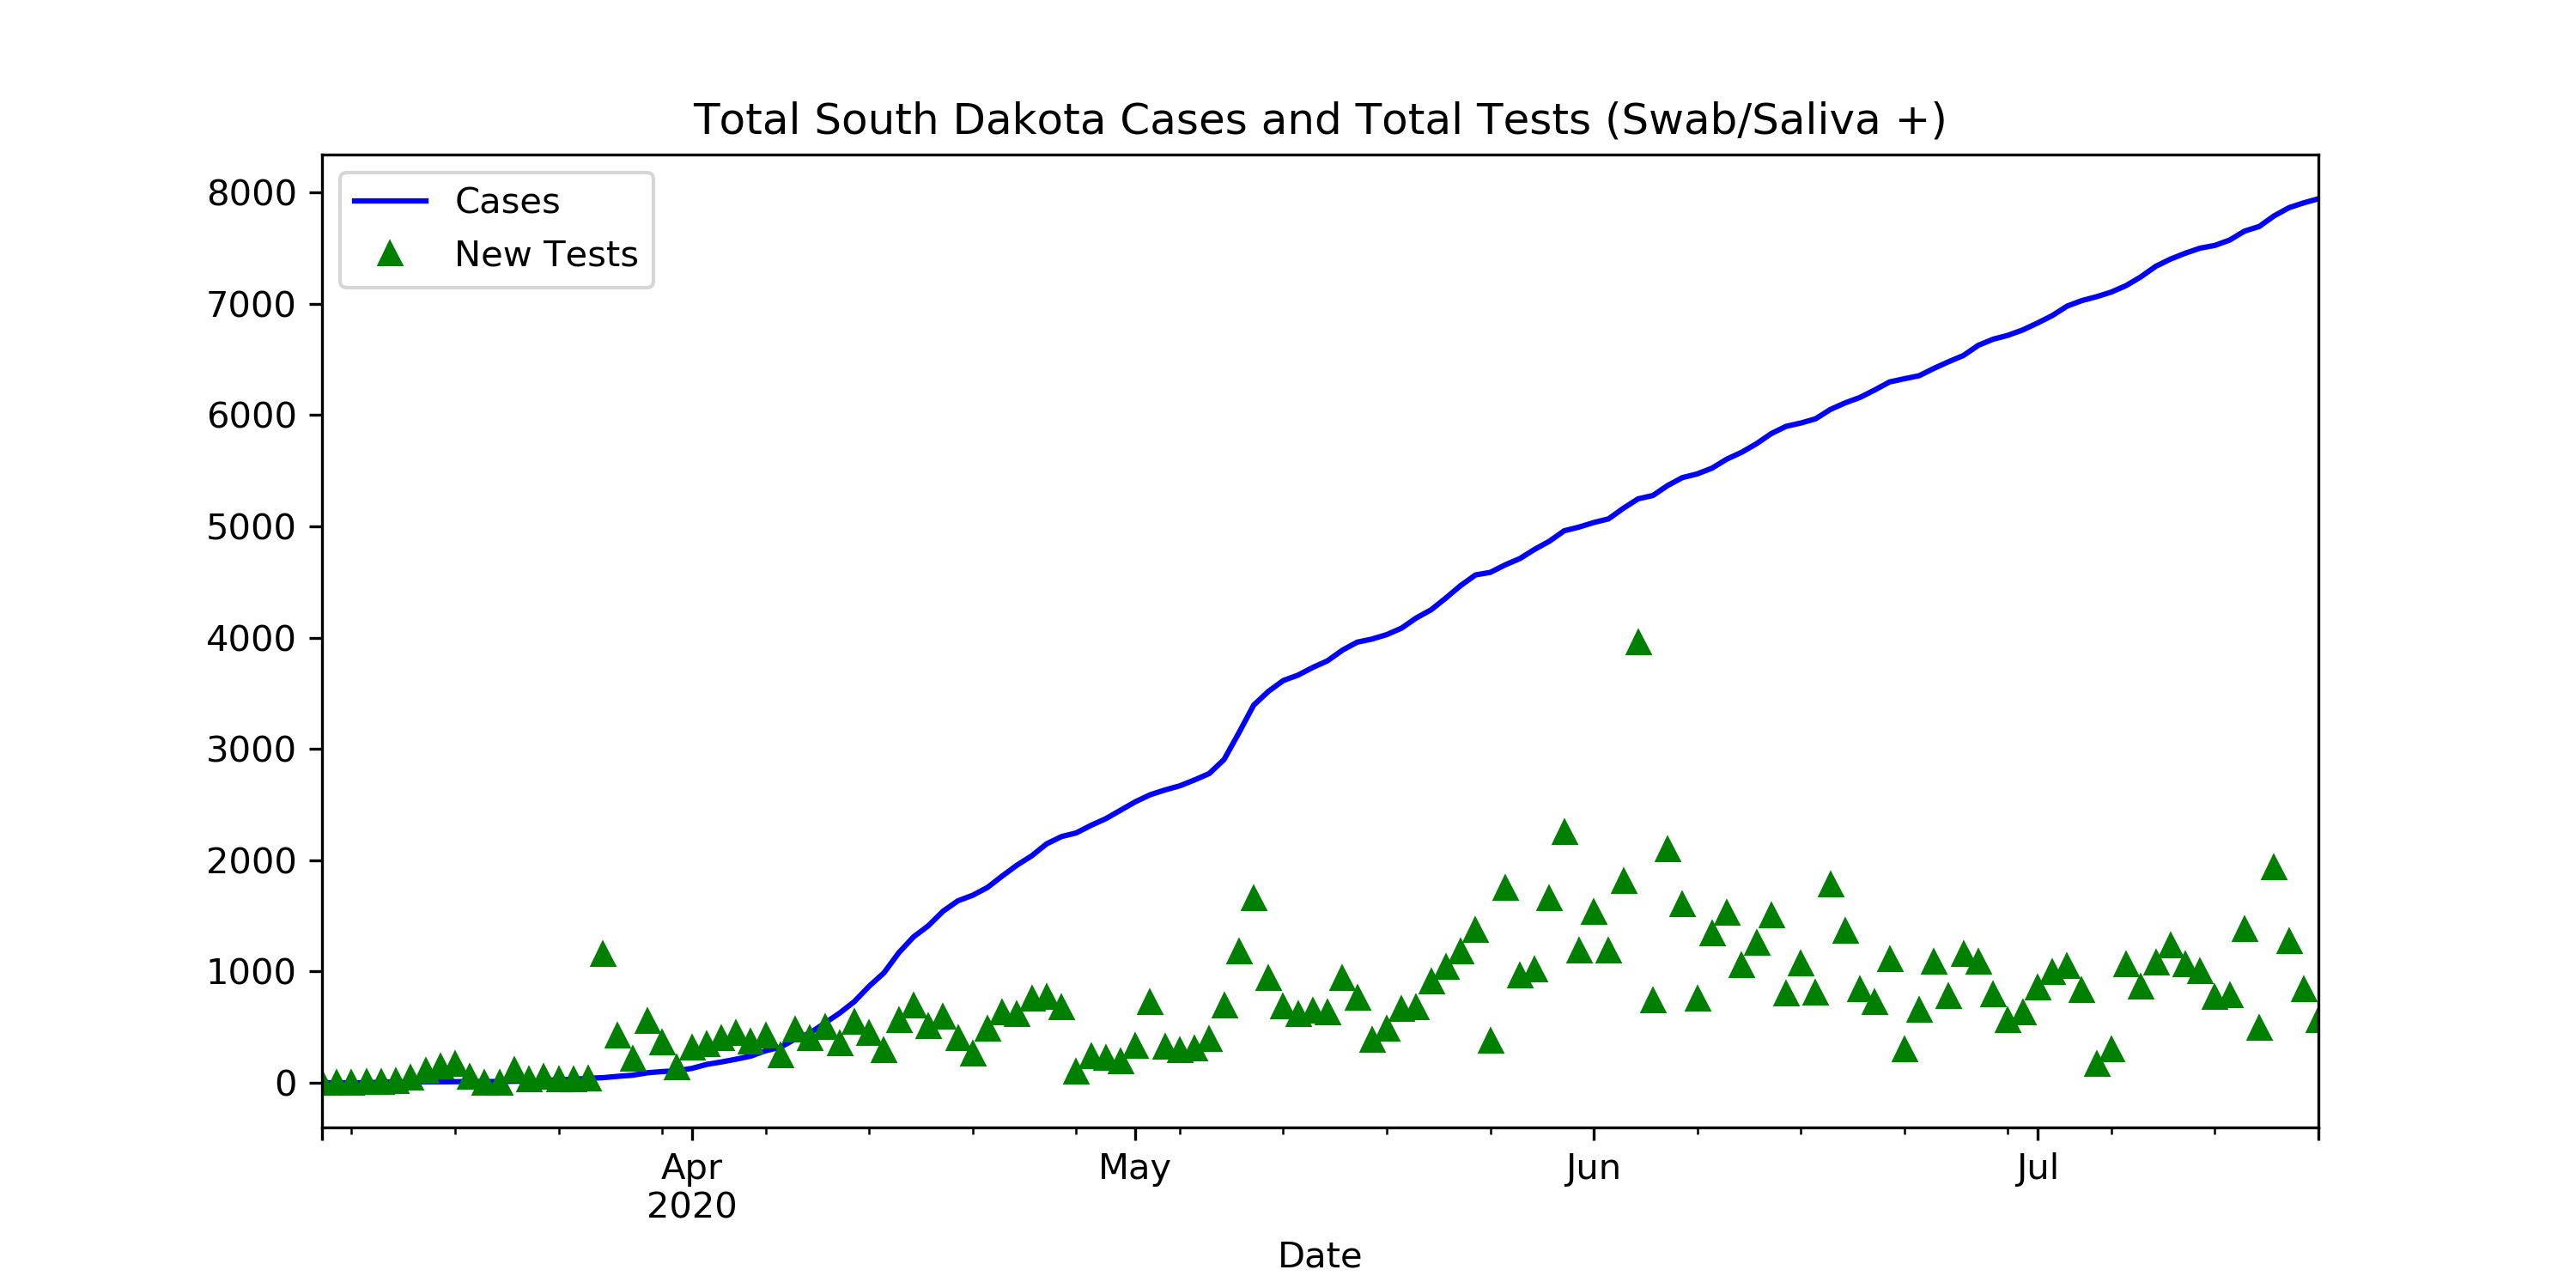 Total South Dakota Cases and Total Tests (Swab/Saliva +)
Cases
New Tests
8000
7000
6000
5000
4000
3000
2000
1000
0
Apr May Jun Jul
2020
Date